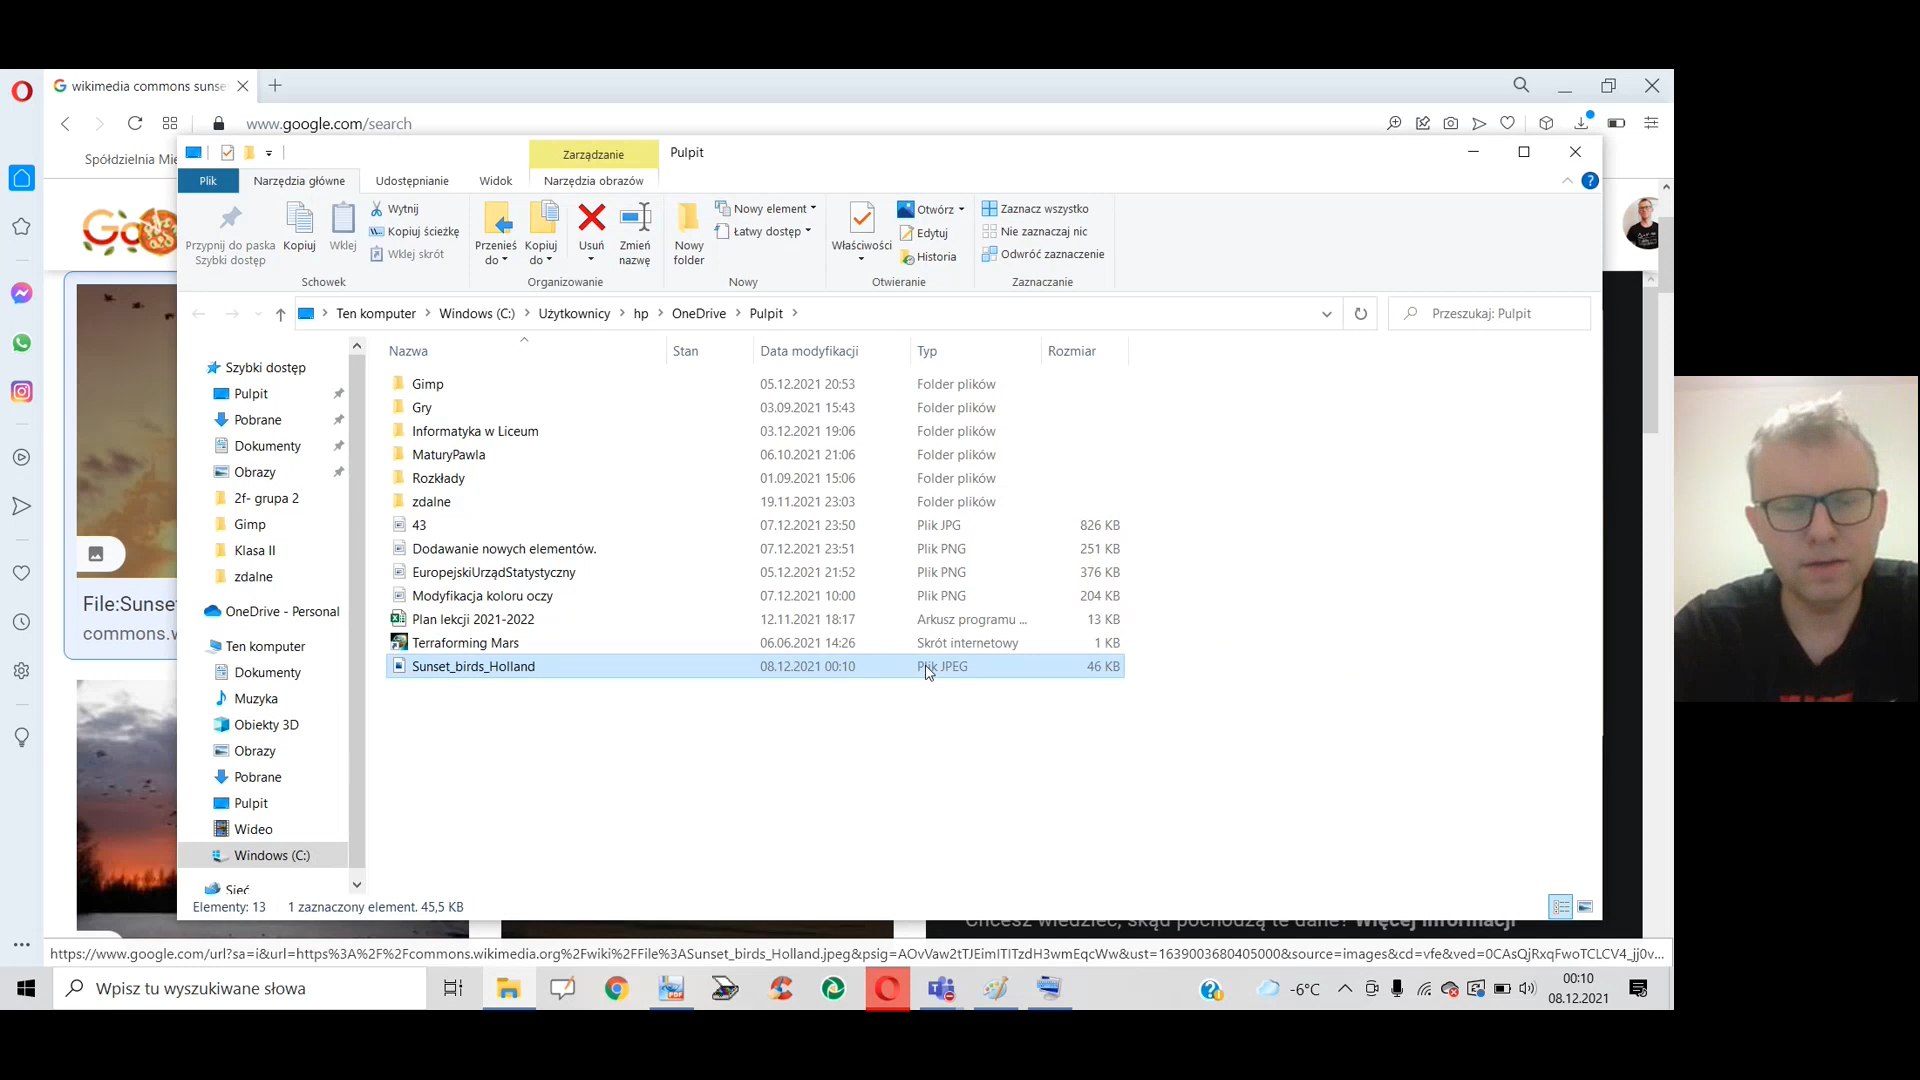 wikimedia commons sunse
www.google.com/search
Spółdzielnia Mie
Zarządzanie
Pulpit
Plik
Narzędzia główne
Udostępnianie
Widok
Narzędzia obrazów
Przypnij do paska
Szybki dostęp
Kopiuj
Wklej
Wytnij
Kopiuj ścieżkę
Wklej skrót
Schowek
Przenieś
do
Kopiuj
do
Usuń
Zmień
nazwę
Organizowanie
Nowy
folder
Nowy element
Łatwy dostęp
Nowy
Właściwości
Otwórz
Edytuj
Historia
Otwieranie
Zaznacz wszystko
Nie zaznaczaj nic
Odwróć zaznaczenie
Zaznaczanie
Ten komputer > Windows (C:) > Użytkownicy > hp > OneDrive > Pulpit >
Przeszukaj: Pulpit
Nazwa Stan Data modyfikacji Typ Rozmiar
Gimp 05.12.2021 20:53 Folder plików
Gry 03.09.2021 15:43 Folder plików
Informatyka w Liceum 03.12.2021 19:06 Folder plików
MaturyPawla 06.10.2021 21:06 Folder plików
Rozkłady 01.09.2021 15:06 Folder plików
zdalne 19.11.2021 23:03 Folder plików
43 07.12.2021 23:50 Plik JPG 826 KB
Dodawanie nowych elementów. 07.12.2021 23:51 Plik PNG 251 KB
EuropejskiUrządStatystyczny 05.12.2021 21:52 Plik PNG 376 KB
Modyfikacja koloru oczy 07.12.2021 10:00 Plik PNG 204 KB
Plan lekcji 2021-2022 12.11.2021 18:17 Arkusz programu ... 13 KB
Terraforming Mars 06.06.2021 14:26 Skrót internetowy 1 KB
Sunset_birds_Holland 08.12.2021 00:10 Plik JPEG 46 KB
Szybki dostęp
Pulpit
Pobrane
Dokumenty
Obrazy
2f- grupa 2
Gimp
Klasa II
zdalne
OneDrive - Personal
Ten komputer
Dokumenty
Muzyka
Obiekty 3D
Obrazy
Pobrane
Pulpit
Wideo
Windows (C:)
Sieć
Elementy: 13 1 zaznaczony element. 45,5 KB
File:Sunse
commons.w
Chcesz wiedzieć, skąd pochodzą te dane? Więcej informacji
https://www.google.com/url?sa=i&url=https%3A%2F%2Fcommons.wikimedia.org%2Fwiki%2FFile%3ASunset_birds_Holland.jpeg&psig=AOvVaw2tTJEimITITzdH3wmEqcWw&ust=1639003680405000&source=images&cd=vfe&ved=0CAsQjRxqFwoTCLCV4_jj0v...
Wpisz tu wyszukiwane słowa
-6°C
00:10
08.12.2021